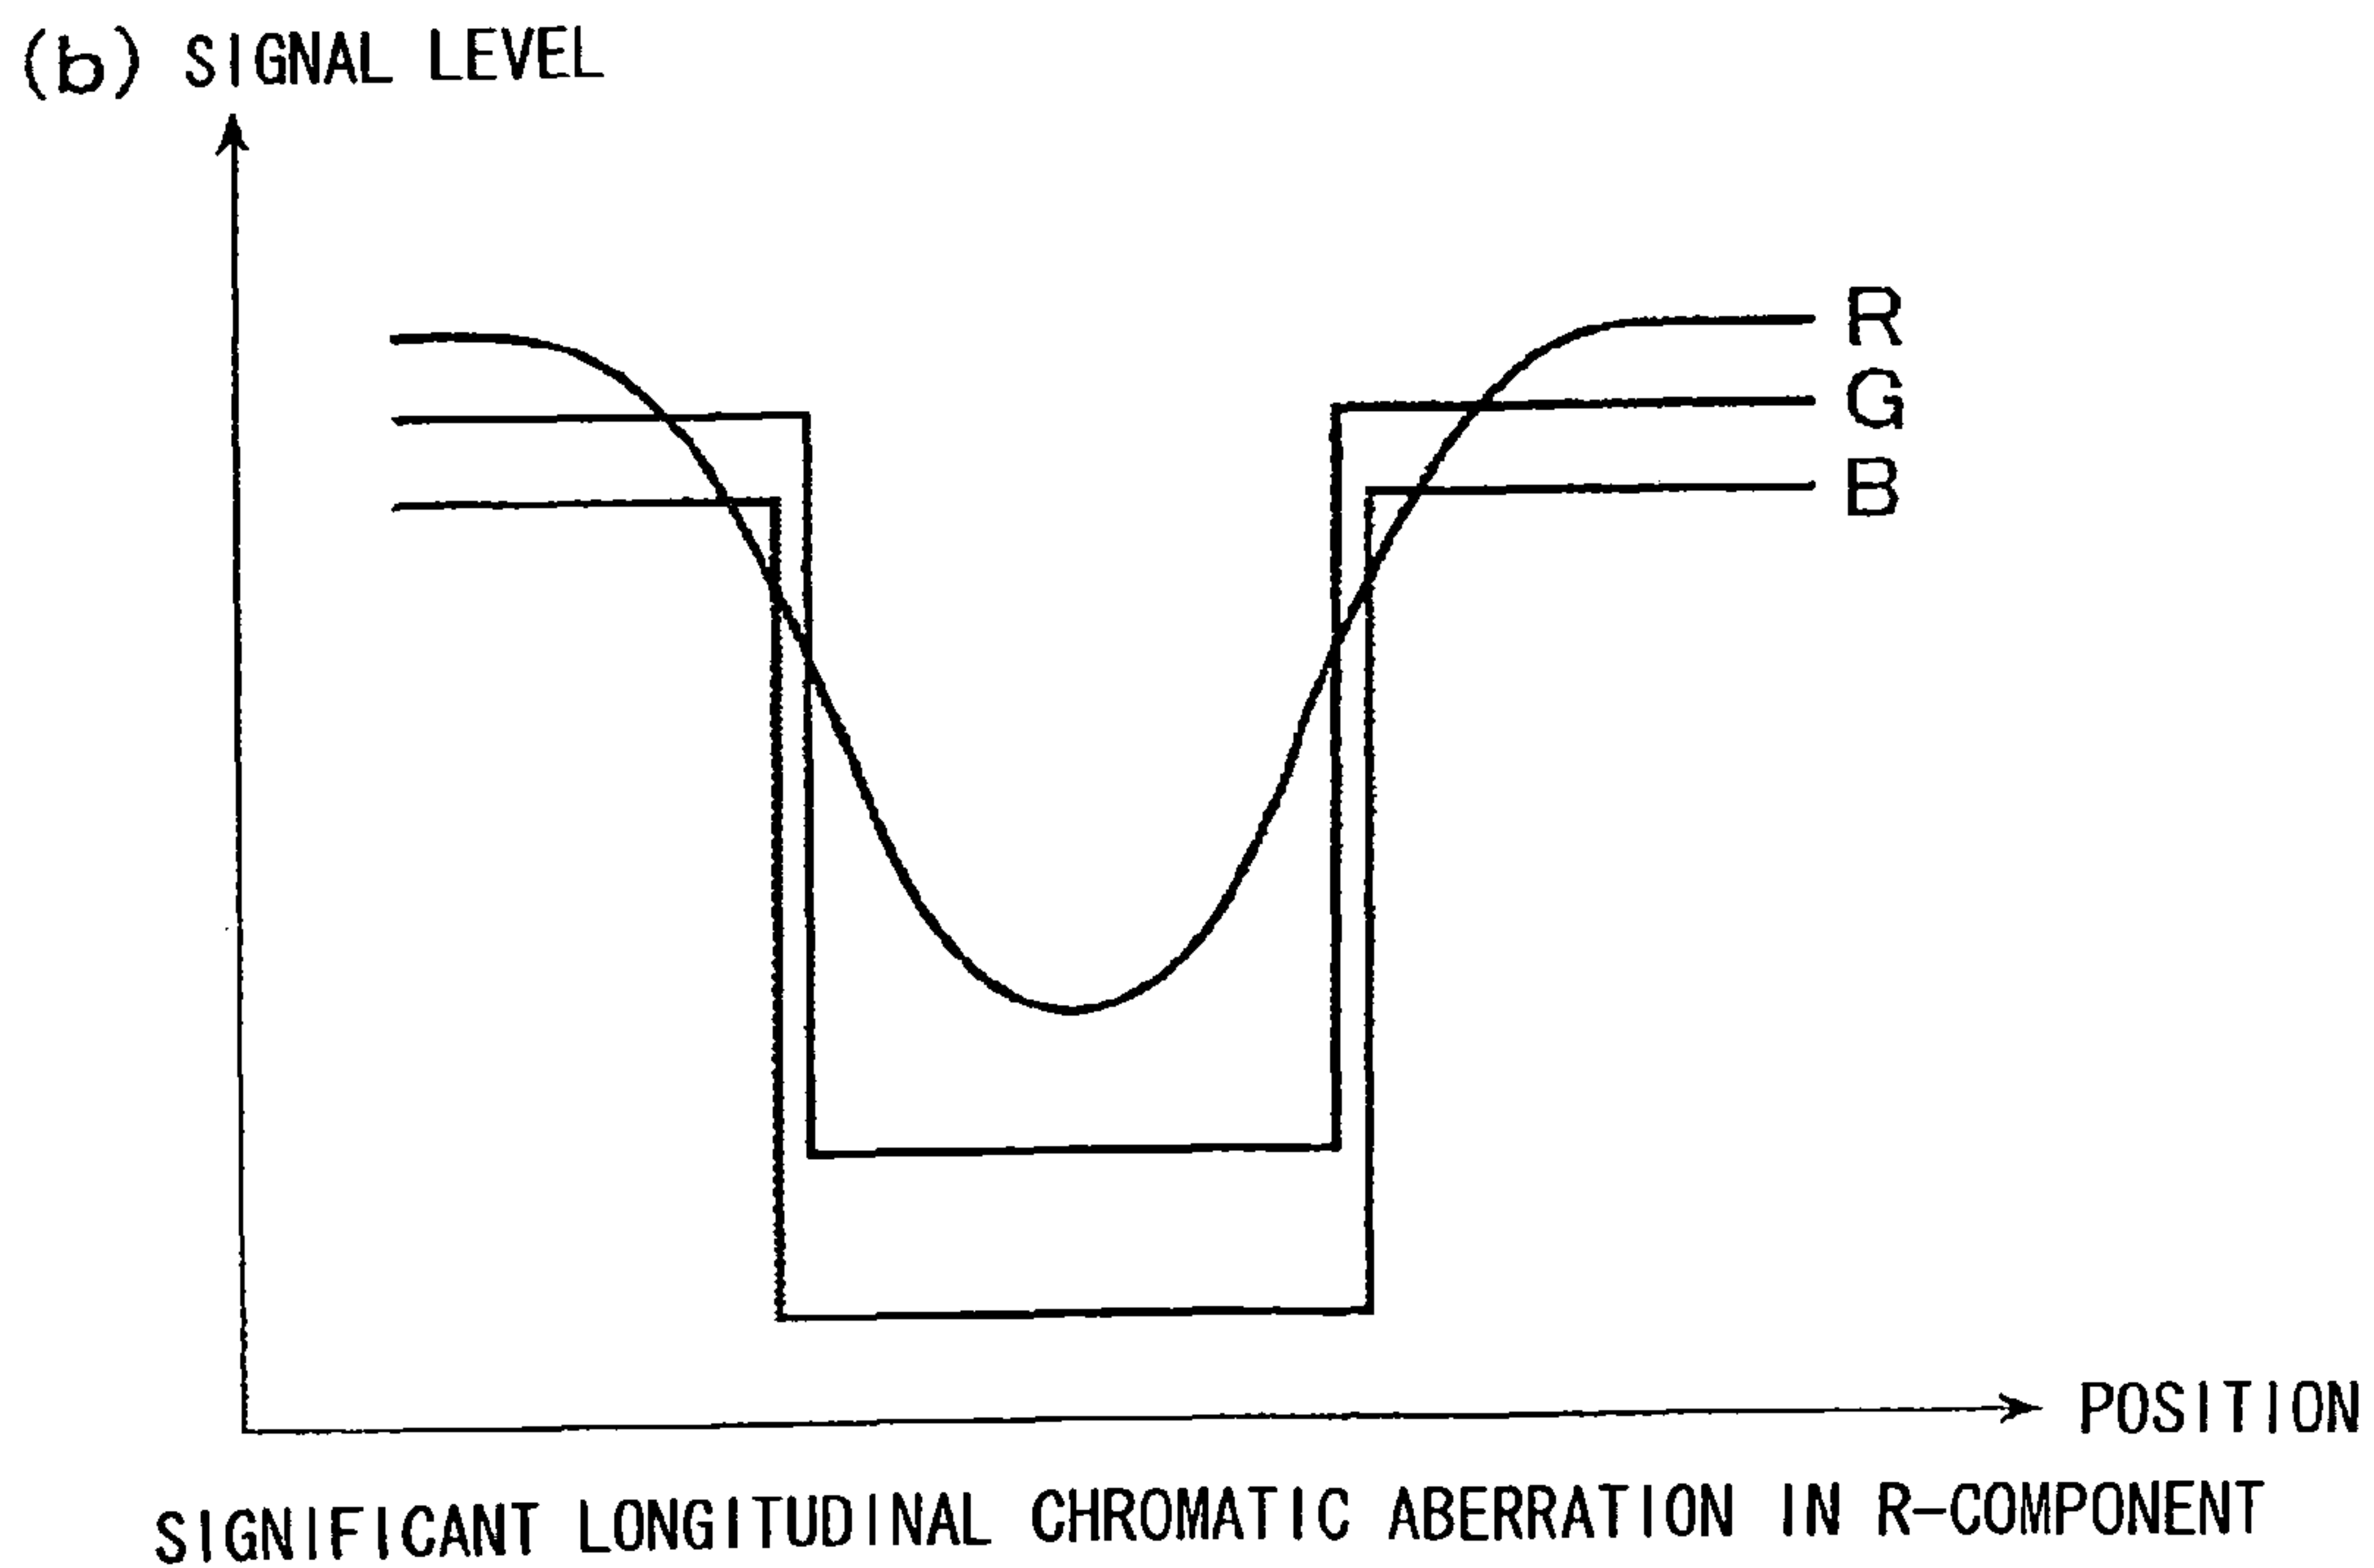 (b) SIGNAL LEVEL
R
G
B
POSITION
SIGNIFICANT LONGITUDINAL CHROMATIC ABERRATION IN R-COMPONENT